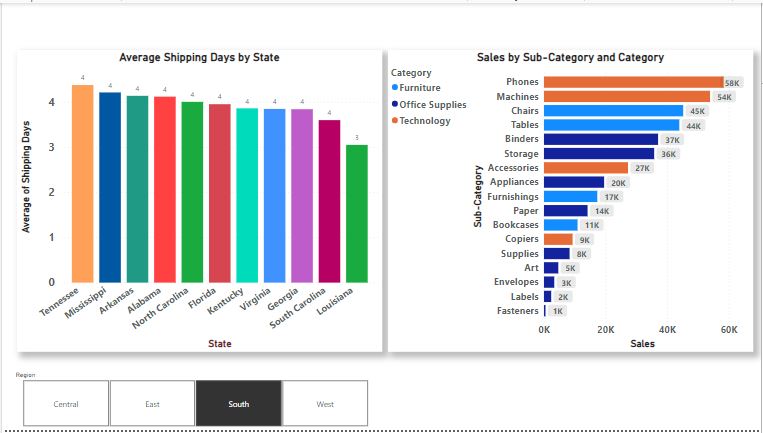 Average Shipping Days by State
Average of Shipping Days
4
3
2
1
0
4
4
4
4
4
4
4
4
4
4
3
Tennessee
Mississippi
Arkansas
Alabama
North Carolina
Florida
Kentucky
Virginia
Georgia
South Carolina
Louisiana
State
Sales by Sub-Category and Category
Category
Furniture
Office Supplies
Technology
Sub-Category
Phones 58K
Machines 54K
Chairs 45K
Tables 44K
Binders 37K
Storage 36K
Accessories 27K
Appliances 20K
Furnishings 17K
Paper 14K
Bookcases 11K
Copiers 9K
Supplies 8K
Art 5K
Envelopes 3K
Labels 2K
Fasteners 1K
0K 20K 40K 60K
Sales
Region
Central East South West